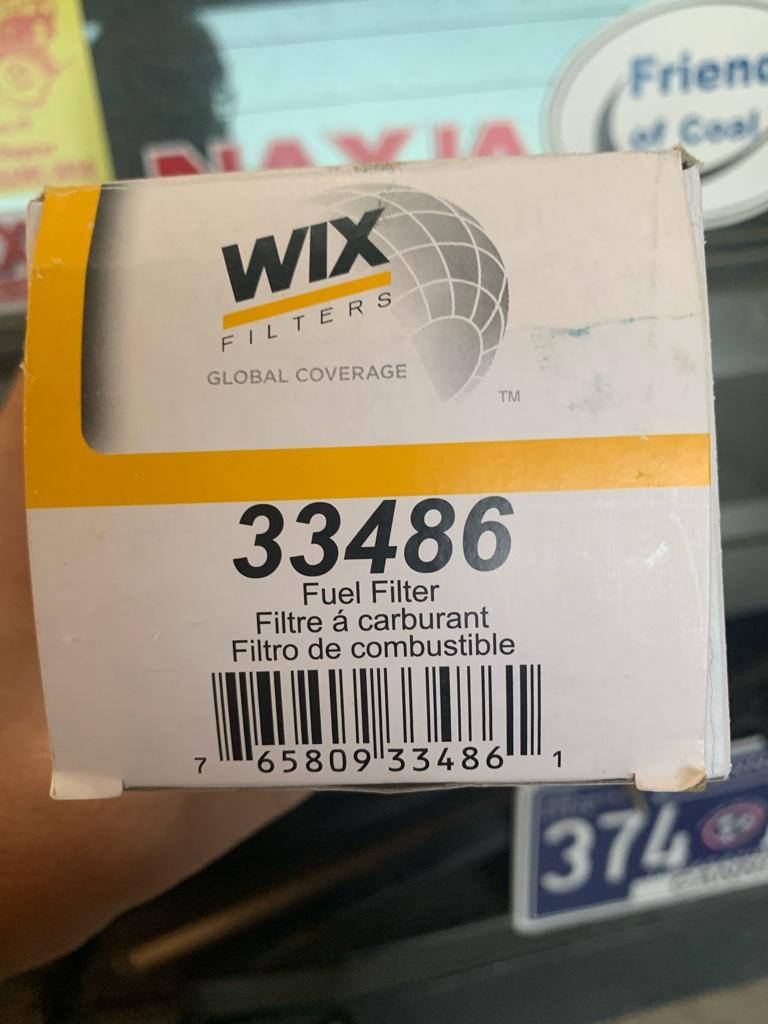 NAXJA
Friend
of Coal
WIX
FILTERS
GLOBAL COVERAGE
TM
33486
Fuel Filter
Filtre á carburant
Filtro de combustible
7 65809 33486 1
374